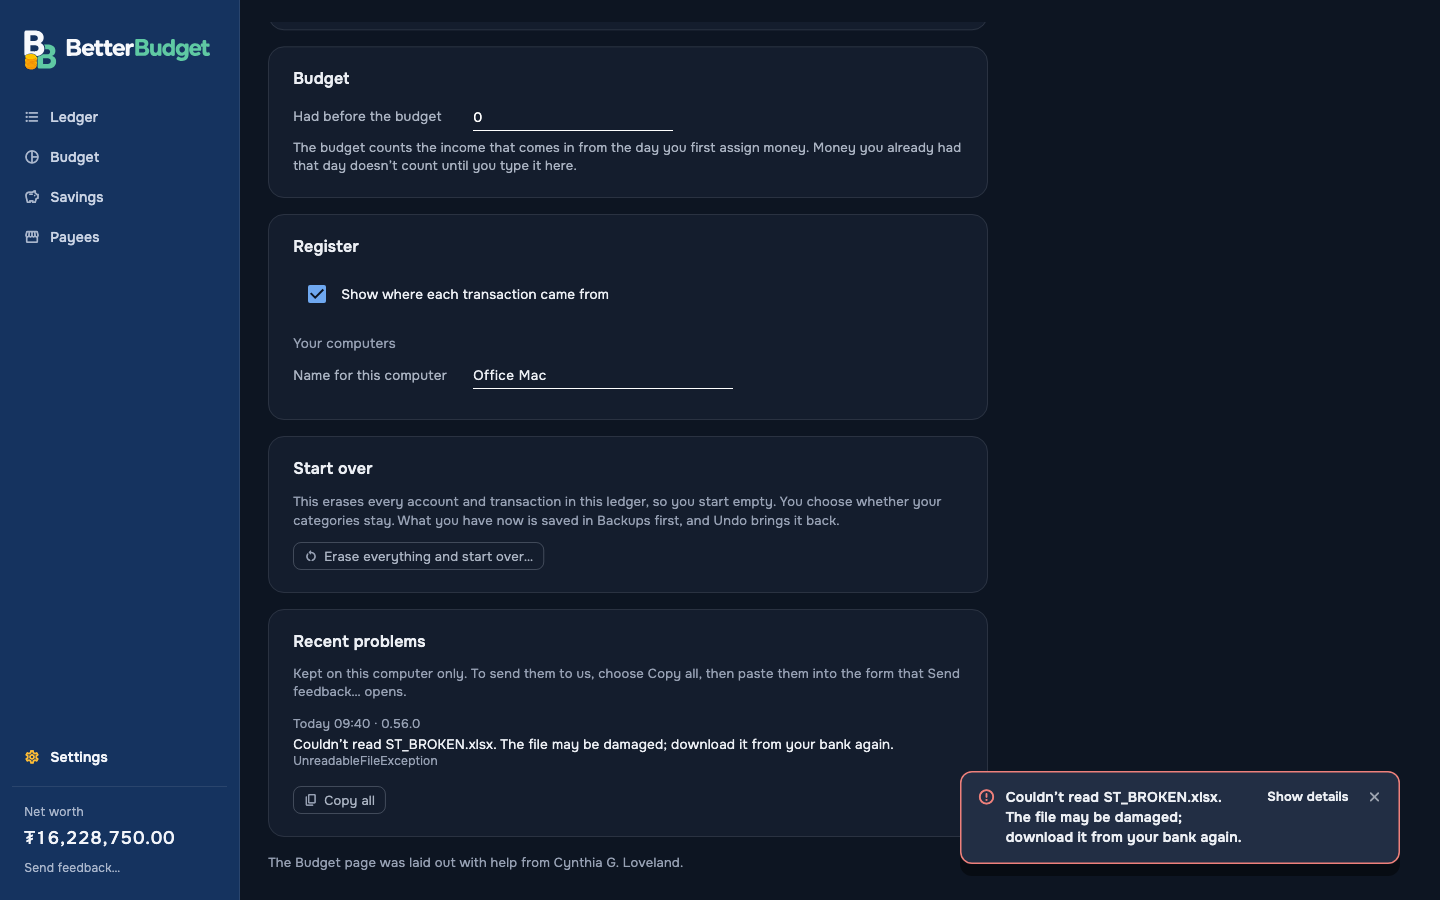 BetterBudget
Ledger
Budget
Savings
Payees
Settings
Net worth
₮16,228,750.00
Send feedback...
Budget
Had before the budget
0
The budget counts the income that comes in from the day you first assign money. Money you already had
that day doesn't count until you type it here.
Register
Show where each transaction came from
Your computers
Name for this computer
Office Mac
Start over
This erases every account and transaction in this ledger, so you start empty. You choose whether your
categories stay. What you have now is saved in Backups first, and Undo brings it back.
Erase everything and start over...
Recent problems
Kept on this computer only. To send them to us, choose Copy all, then paste them into the form that Send
feedback... opens.
Today 09:40 · 0.56.0
Couldn't read ST_BROKEN.xlsx. The file may be damaged; download it from your bank again.
UnreadableFileException
Copy all
The Budget page was laid out with help from Cynthia G. Loveland.
Couldn't read ST_BROKEN.xlsx.
The file may be damaged;
download it from your bank again.
Show details